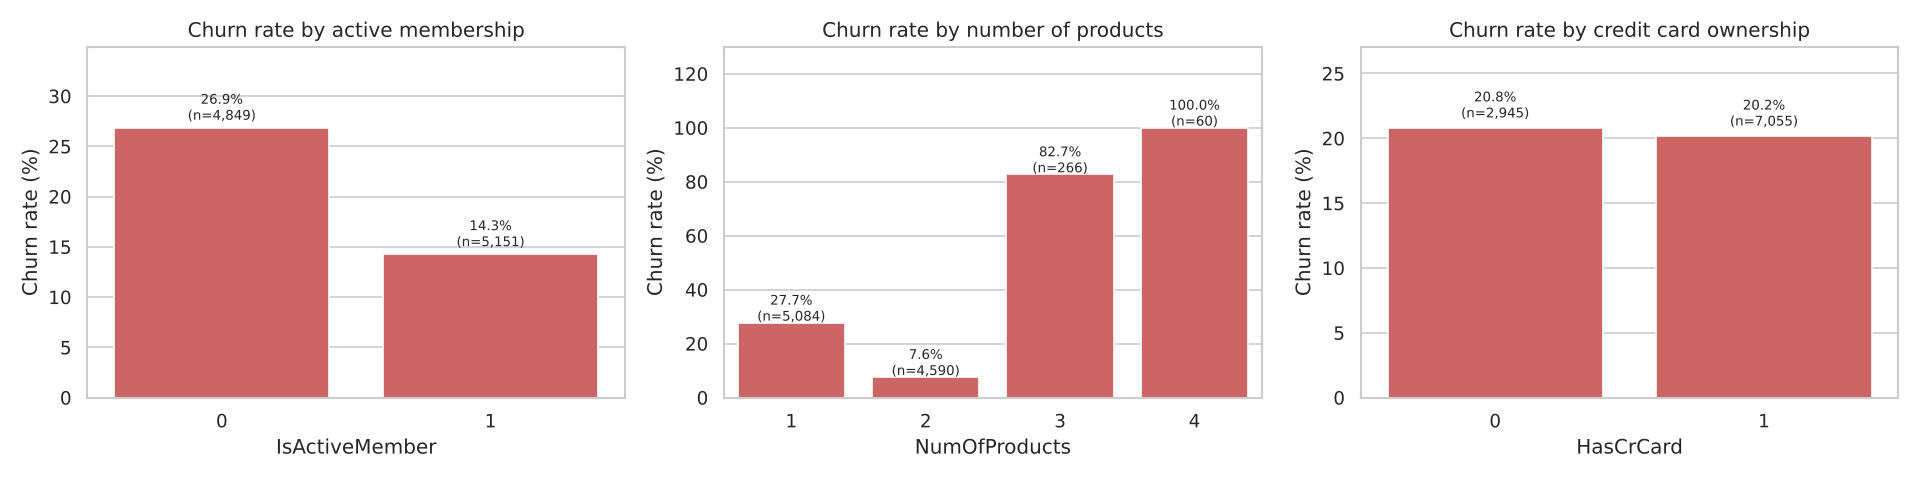 Churn rate by active membership
Churn rate (%)
30
25
20
15
10
5
0
26.9%
(n=4,849)
14.3%
(n=5,151)
0
1
IsActiveMember
Churn rate by number of products
Churn rate (%)
120
100
80
60
40
20
0
27.7%
(n=5,084)
7.6%
(n=4,590)
82.7%
(n=266)
100.0%
(n=60)
1
2
3
4
NumOfProducts
Churn rate by credit card ownership
Churn rate (%)
25
20
15
10
5
0
20.8%
(n=2,945)
20.2%
(n=7,055)
0
1
HasCrCard